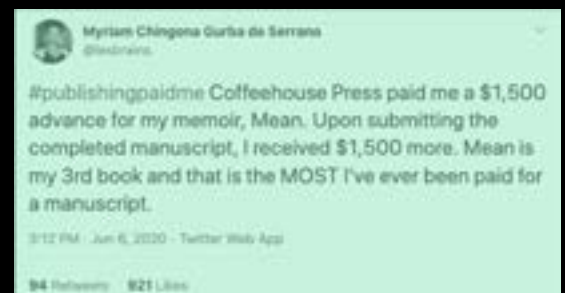 Myriam Chingona Gurba de Serrano
@lesbrains
#publishingpaidme Coffeehouse Press paid me a $1,500
advance for my memoir, Mean. Upon submitting the
completed manuscript, I received $1,500 more. Mean is
my 3rd book and that is the MOST I've ever been paid for
a manuscript.
3:12 PM · Jun 6, 2020 · Twitter Web App
94 Retweets 921 Likes